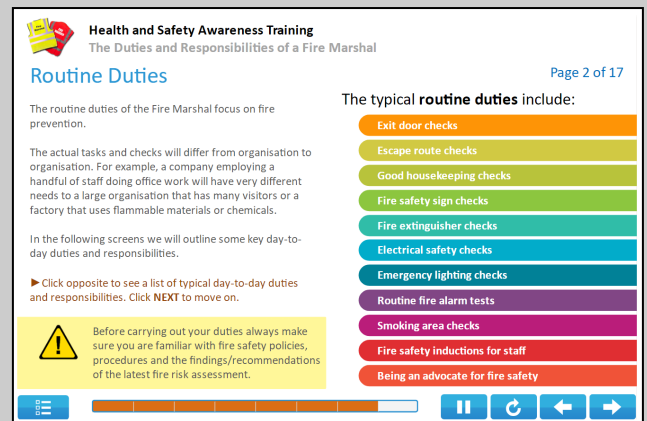 Health and Safety Awareness Training
The Duties and Responsibilities of a Fire Marshal
Routine Duties
Page 2 of 17
The routine duties of the Fire Marshal focus on fire
prevention.
The actual tasks and checks will differ from organisation to
organisation. For example, a company employing a
handful of staff doing office work will have very different
needs to a large organisation that has many visitors or a
factory that uses flammable materials or chemicals.
In the following screens we will outline some key day-to-
day duties and responsibilities.
►Click opposite to see a list of typical day-to-day duties
and responsibilities. Click NEXT to move on.
Before carrying out your duties always make
sure you are familiar with fire safety policies,
procedures and the findings/recommendations
of the latest fire risk assessment.
The typical routine duties include:
Exit door checks
Escape route checks
Good housekeeping checks
Fire safety sign checks
Fire extinguisher checks
Electrical safety checks
Emergency lighting checks
Routine fire alarm tests
Smoking area checks
Fire safety inductions for staff
Being an advocate for fire safety